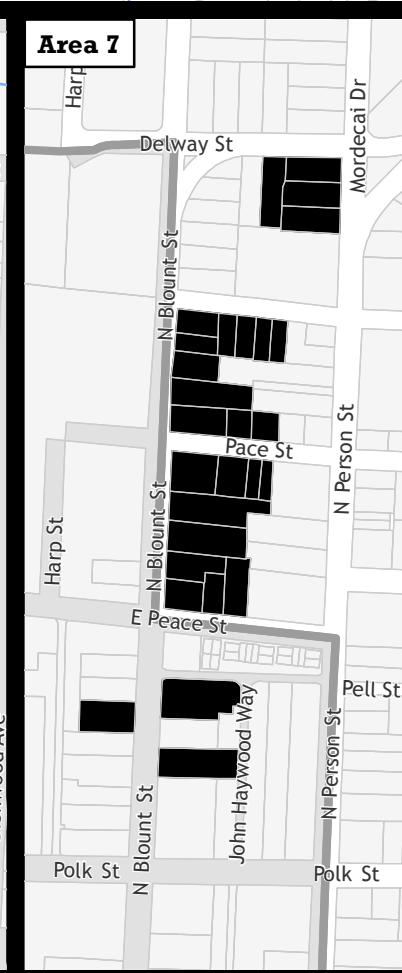 Area 7
Harp
Mordecai Dr
Delway St
N Blount St
N Person St
Pace St
N Blount St
Harp St
E Peace St
Pell St
John Haywood Way
N Person St
N Blount St
Polk St
Polk St